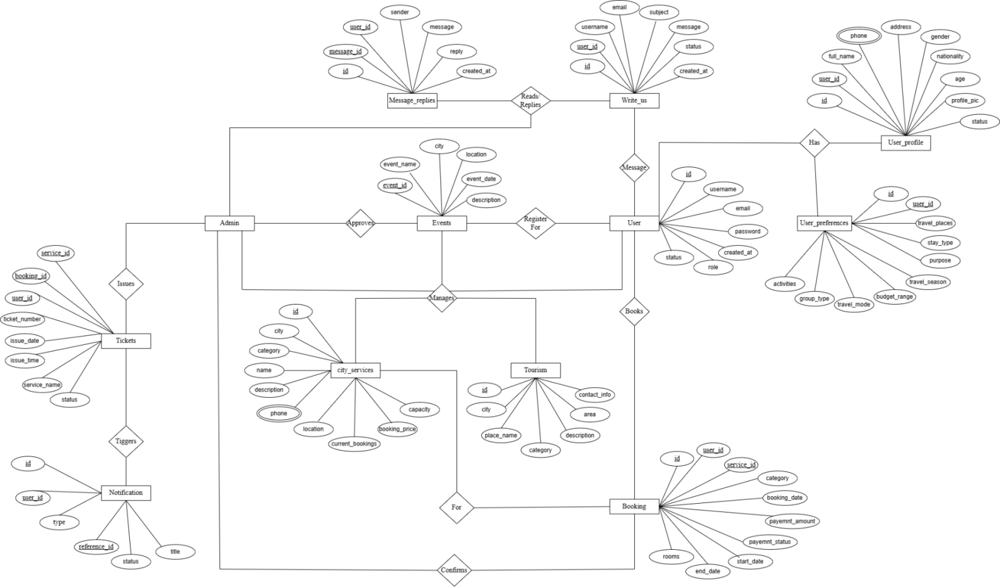 sender
user_id
message
message_id
reply
id
created_at
Message_replies
Reads/
Replies
email
subject
username
message
user_id
status
id
created_at
Write_us
address
phone
gender
full_name
nationality
user_id
age
id
profile_pic
status
User_profile
Has
Message
city
location
event_name
event_date
event_id
description
Admin
Approves
Events
Register
For
User
id
username
email
password
created_at
role
status
id
user_id
User_preferences
travel_places
stay_type
purpose
travel_season
budget_range
travel_mode
group_type
activities
Issues
Manages
Books
service_id
booking_id
user_id
ticket_number
issue_date
issue_time
service_name
status
Tickets
id
city
category
name
description
phone
location
current_bookings
booking_price
capacity
city_services
Tourism
id
city
place_name
category
description
area
contact_info
Tiggers
id
user_id
type
reference_id
status
title
Notification
For
Booking
id
user_id
service_id
category
booking_date
payemnt_amount
payemnt_status
start_date
end_date
rooms
Confirms